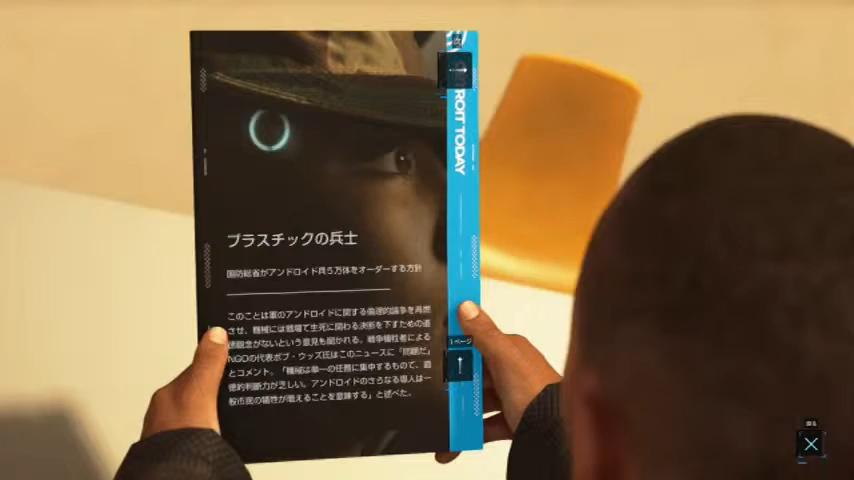 プラスチックの兵士
国防総省がアンドロイド兵5万体をオーダーする方針
このことは軍のアンドロイドに関する倫理的議論を再燃
させ、機械には戦場で生死に関わる決断を下すための道
徳観念がないという意見も聞かれる。戦争犠牲者による
NGOの代表ボブ・ウッズ氏はこのニュースに「問題だ」
とコメント。「機械は単一の任務に集中するもので、道
徳的判断力が乏しい。アンドロイドのさらなる導入は一
般市民の犠牲が増えることを意味する」と述べた。
ROIT TODAY
1ページ
戻る